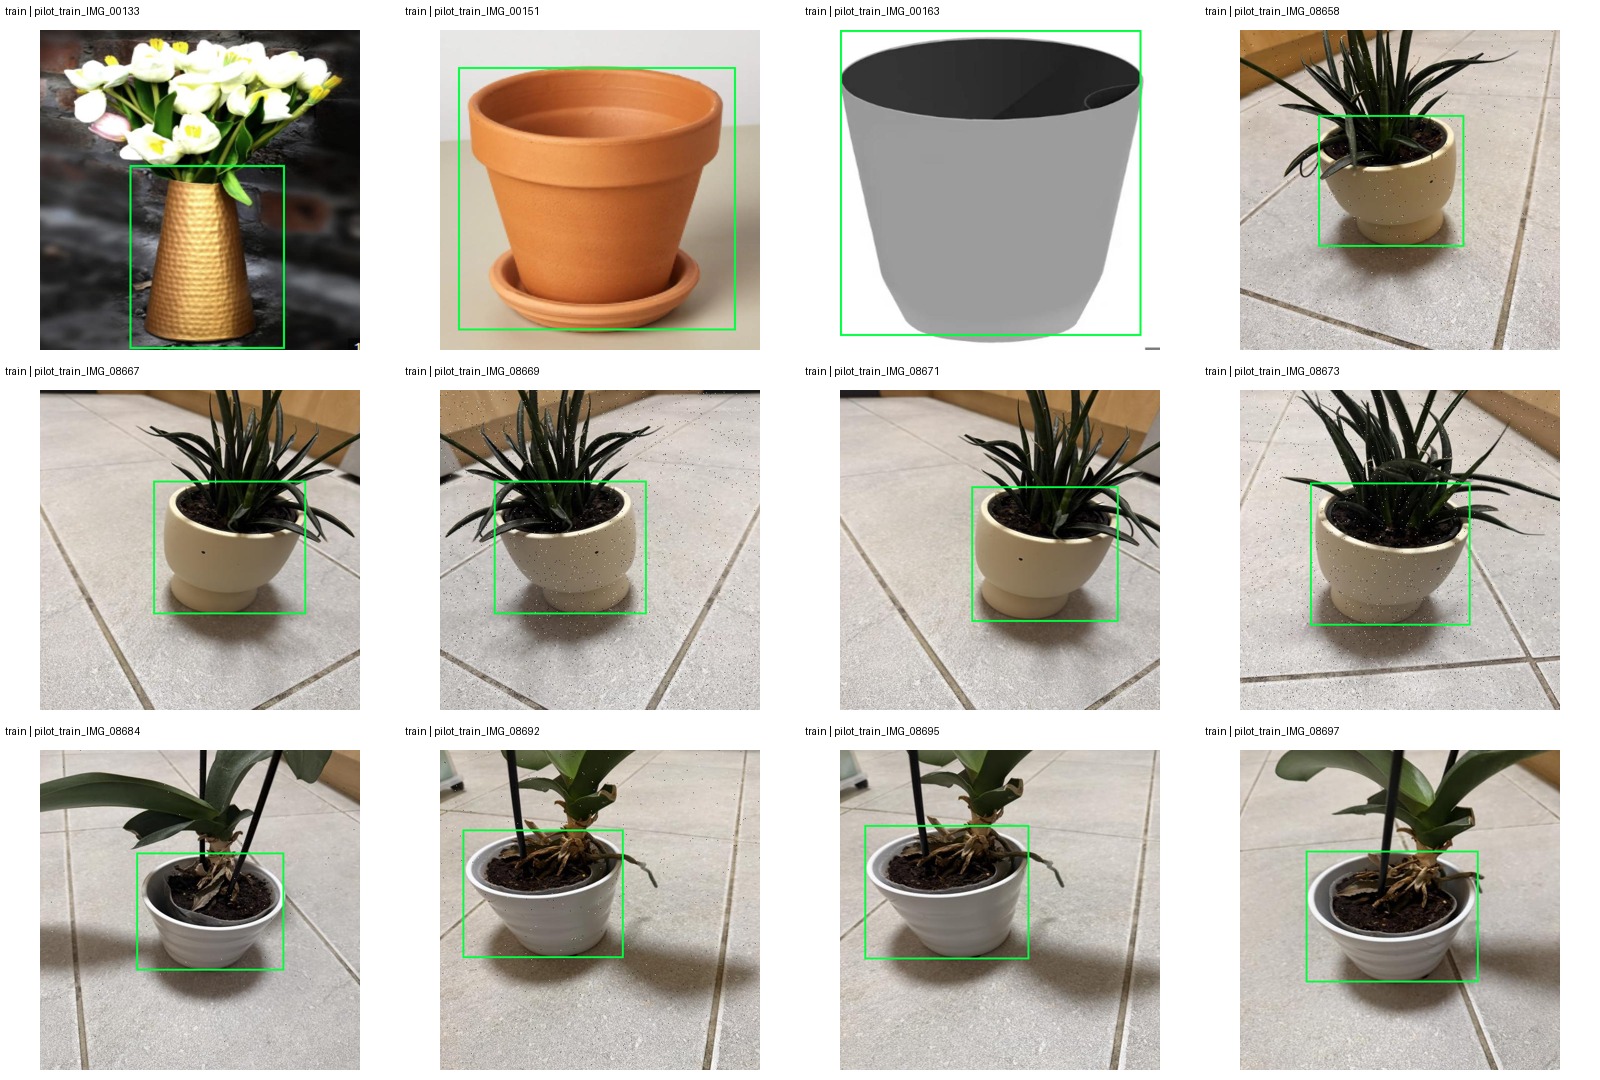 train | pilot_train_IMG_00133
train | pilot_train_IMG_00151
train | pilot_train_IMG_00163
train | pilot_train_IMG_08658
train | pilot_train_IMG_08667
train | pilot_train_IMG_08669
train | pilot_train_IMG_08671
train | pilot_train_IMG_08673
train | pilot_train_IMG_08684
train | pilot_train_IMG_08692
train | pilot_train_IMG_08695
train | pilot_train_IMG_08697